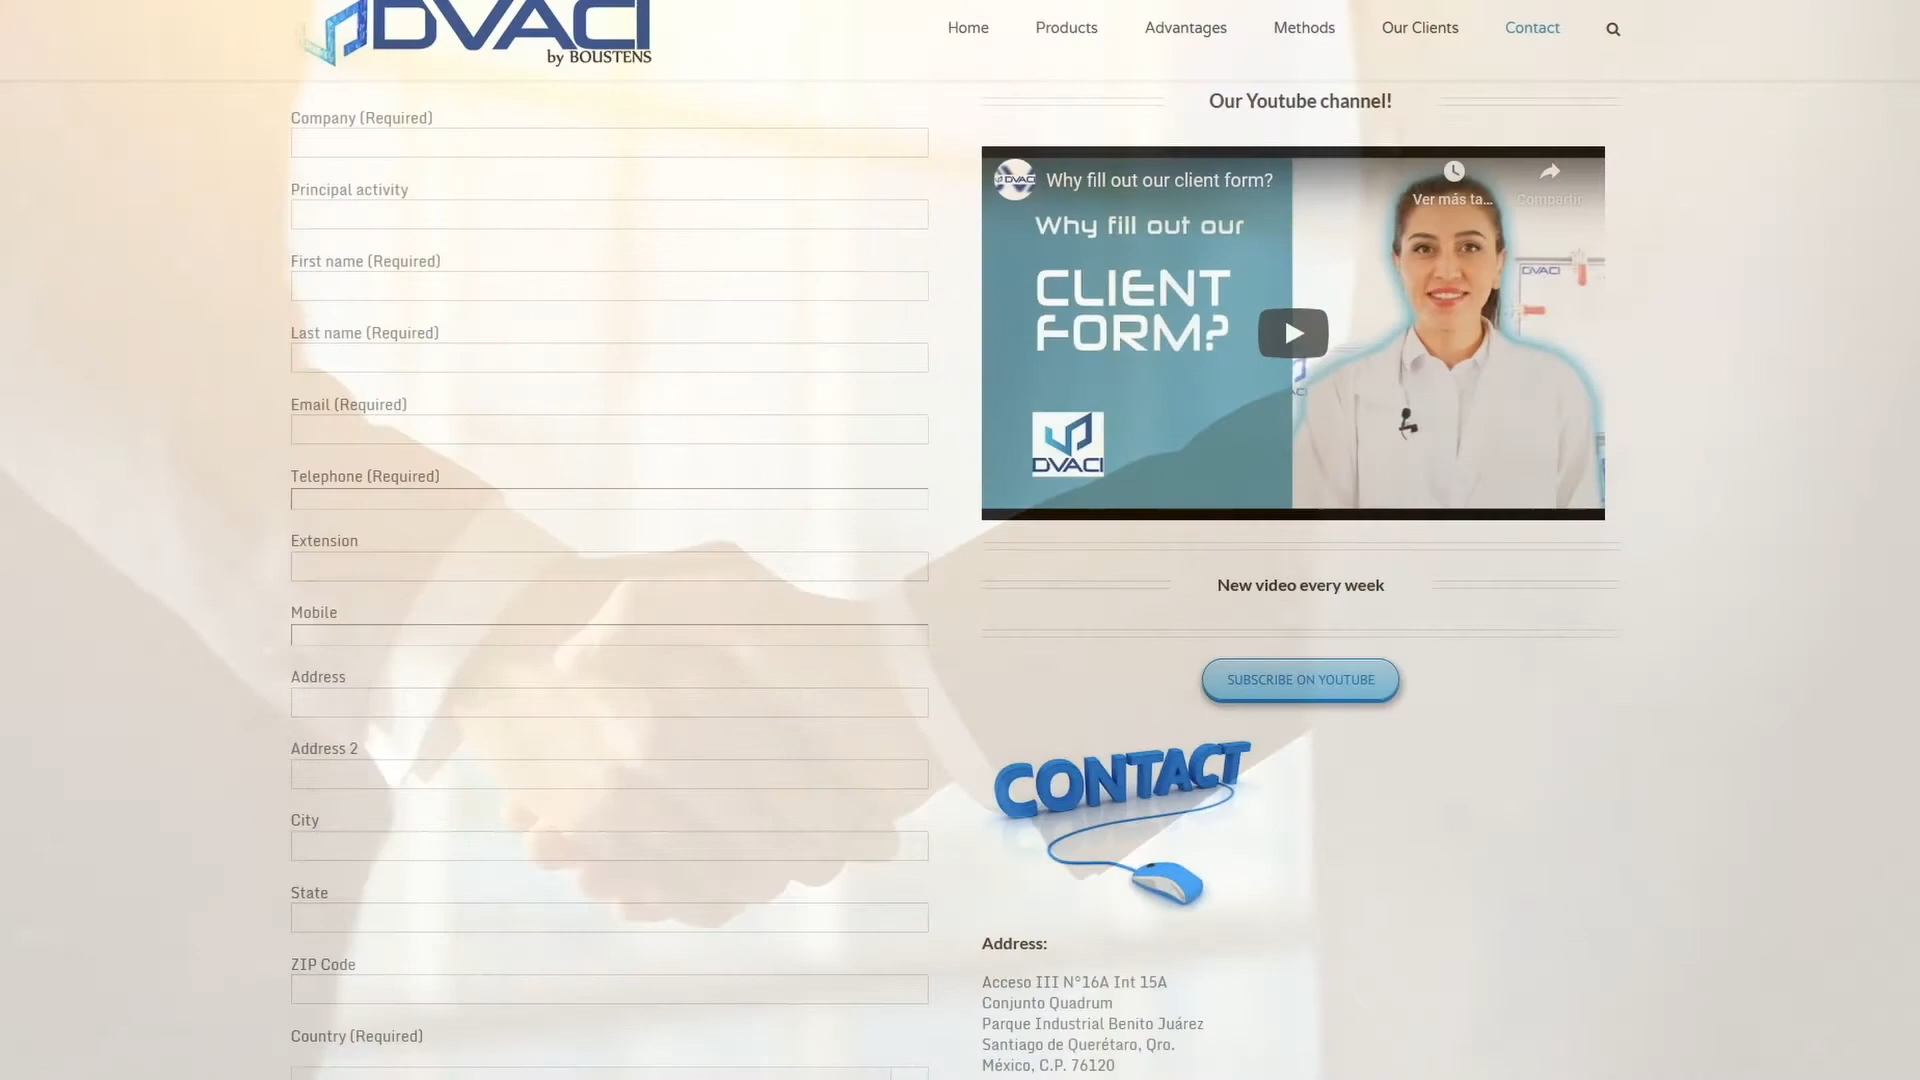 DVACI
by BOUSTENS
Home
Products
Advantages
Methods
Our Clients
Contact
Company (Required)
Principal activity
First name (Required)
Last name (Required)
Email (Required)
Telephone (Required)
Extension
Mobile
Address
Address 2
City
State
ZIP Code
Country (Required)
Our Youtube channel!
DVACI
Why fill out our client form?
Ver más ta...
Compartir
Why fill out our
CLIENT
FORM?
DVACI
DVACI
New video every week
SUBSCRIBE ON YOUTUBE
CONTACT
Address:
Acceso III N°16A Int 15A
Conjunto Quadrum
Parque Industrial Benito Juárez
Santiago de Querétaro, Qro.
México, C.P. 76120